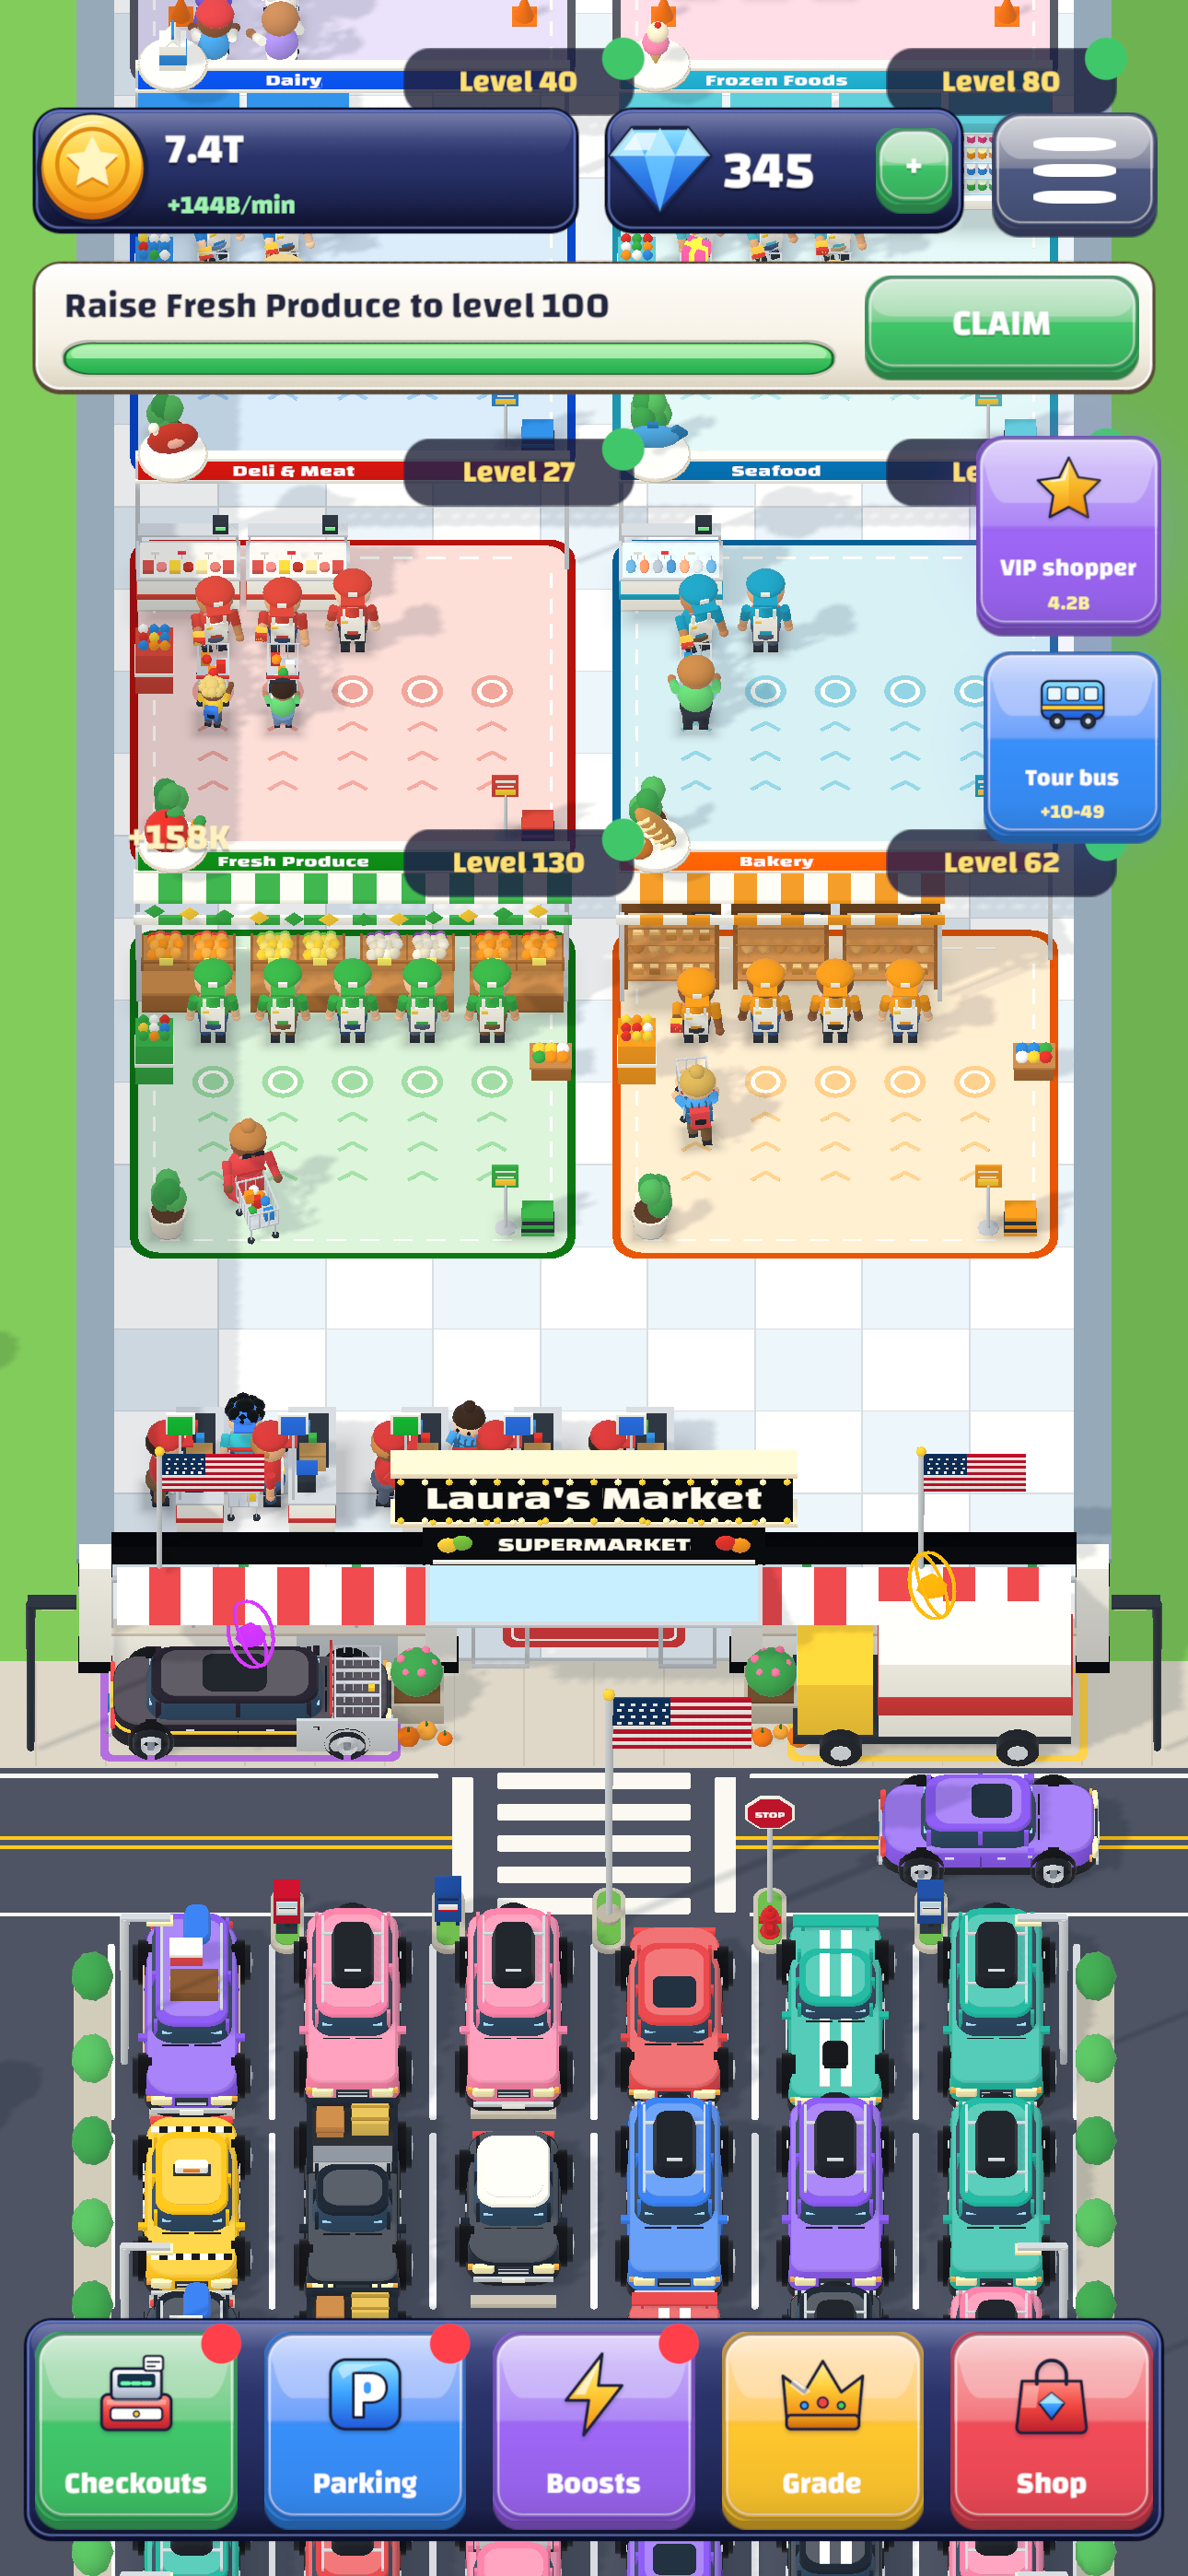 Dairy
Level 40
Frozen Foods
Level 80
7.4T
+144B/min
345
+
Raise Fresh Produce to level 100
CLAIM
Deli & Meat
Level 27
Seafood
VIP shopper
4.2B
Tour bus
+10-49
+158K
Fresh Produce
Level 130
Bakery
Level 62
Laura's Market
SUPERMARKET
STOP
P
Checkouts
Parking
Boosts
Grade
Shop